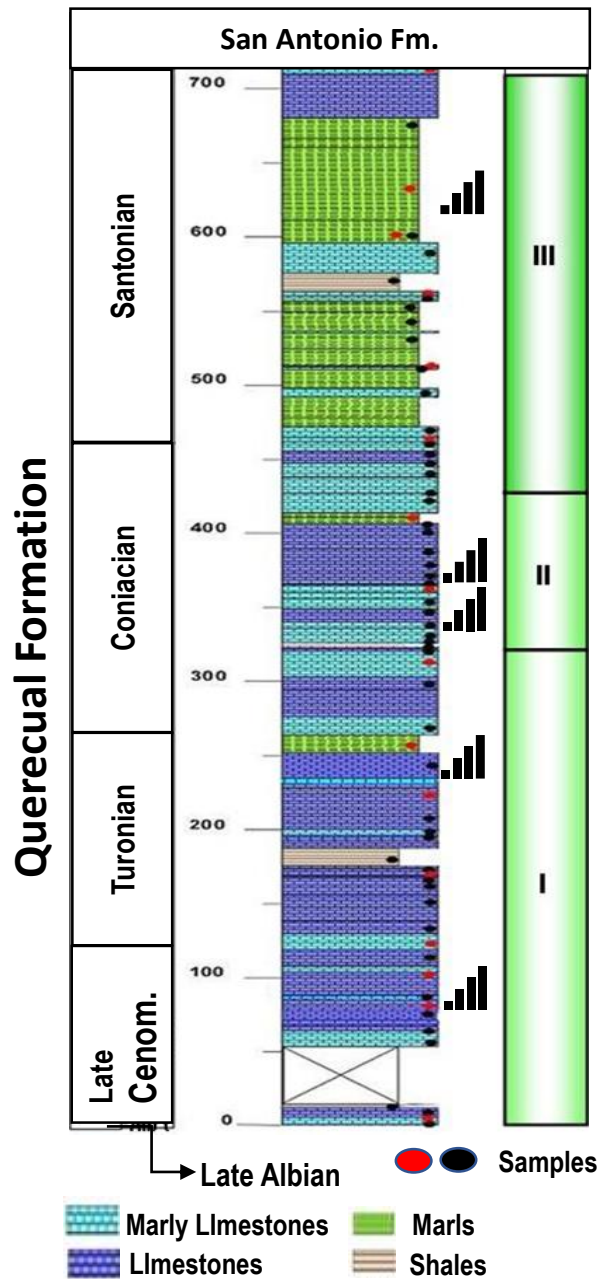 San Antonio Fm.
Querecual Formation
Santonian
Coniacian
Turonian
Late
Cenom.
700
600
500
400
300
200
100
0
III
II
I
Late Albian
Samples
Marly LImestones
Marls
LImestones
Shales